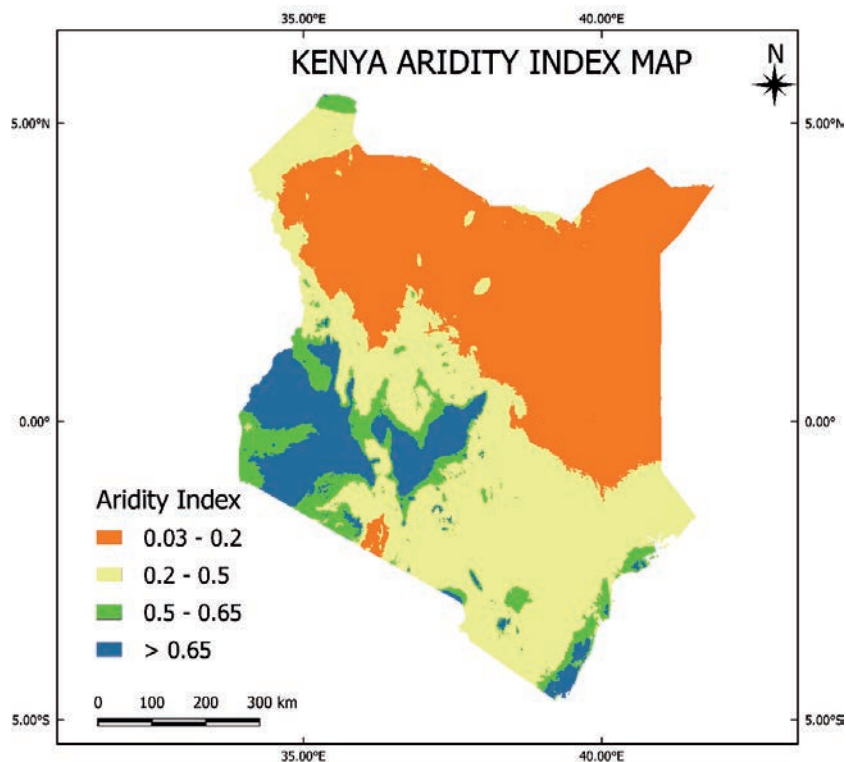 35.00°E 40.00°E
KENYA ARIDITY INDEX MAP
N
5.00°N 5.00°N
0.00° 0.00°
Aridity Index
0.03 - 0.2
0.2 - 0.5
0.5 - 0.65
> 0.65
0 100 200 300 km
5.00°S 5.00°S
35.00°E 40.00°E